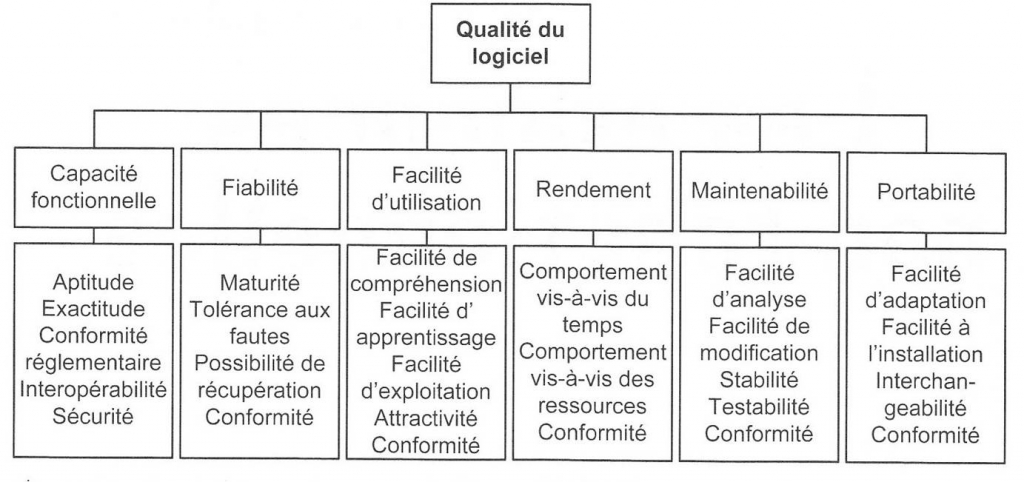 Qualité du
logiciel
Capacité
fonctionnelle
Fiabilité
Facilité
d'utilisation
Rendement
Maintenabilité
Portabilité
Aptitude
Exactitude
Conformité
réglementaire
Interopérabilité
Sécurité
Maturité
Tolérance aux
fautes
Possibilité de
récupération
Conformité
Facilité de
compréhension
Facilité d'
apprentissage
Facilité
d'exploitation
Attractivité
Conformité
Comportement
vis-à-vis du
temps
Comportement
vis-à-vis des
ressources
Conformité
Facilité
d'analyse
Facilité de
modification
Stabilité
Testabilité
Conformité
Facilité
d'adaptation
Facilité à
l'installation
Interchan-
geabilité
Conformité